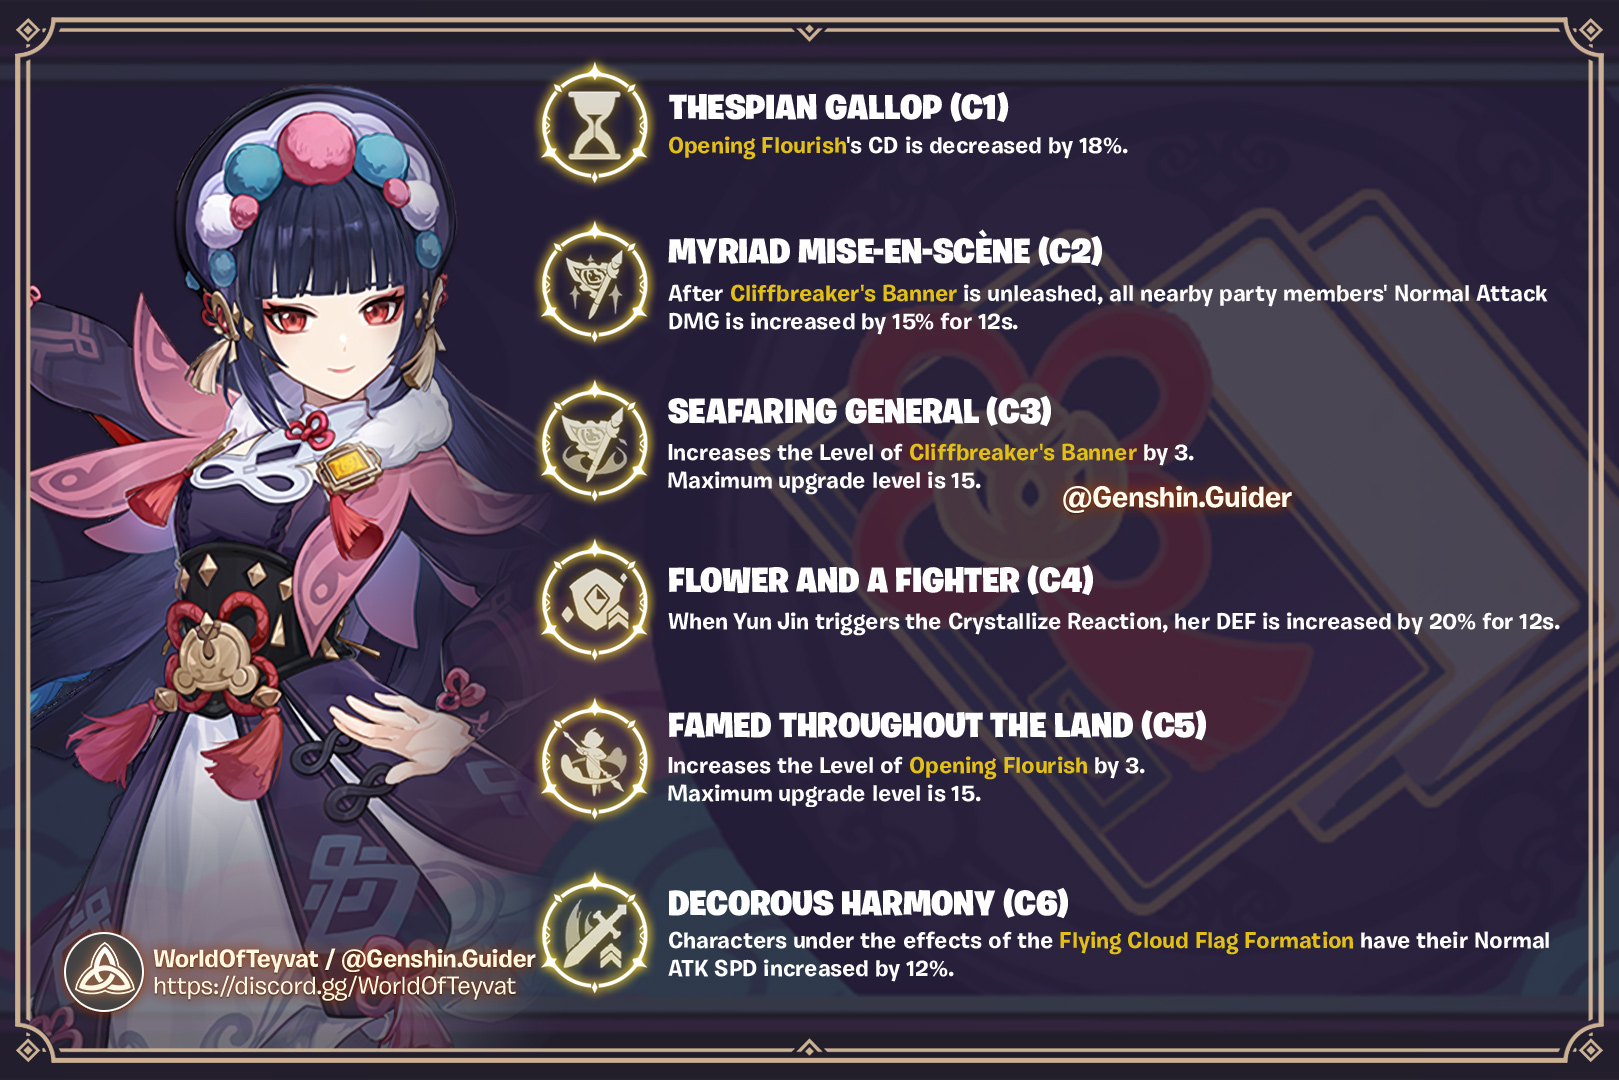 THESPIAN GALLOP (C1)
Opening Flourish's CD is decreased by 18%.
MYRIAD MISE-EN-SCÈNE (C2)
After Cliffbreaker's Banner is unleashed, all nearby party members' Normal Attack
DMG is increased by 15% for 12s.
SEAFARING GENERAL (C3)
Increases the Level of Cliffbreaker's Banner by 3.
Maximum upgrade level is 15.
@Genshin.Guider
FLOWER AND A FIGHTER (C4)
When Yun Jin triggers the Crystallize Reaction, her DEF is increased by 20% for 12s.
FAMED THROUGHOUT THE LAND (C5)
Increases the Level of Opening Flourish by 3.
Maximum upgrade level is 15.
DECOROUS HARMONY (C6)
Characters under the effects of the Flying Cloud Flag Formation have their Normal
ATK SPD increased by 12%.
WorldOfTeyvat / @Genshin.Guider
https://discord.gg/WorldOfTeyvat